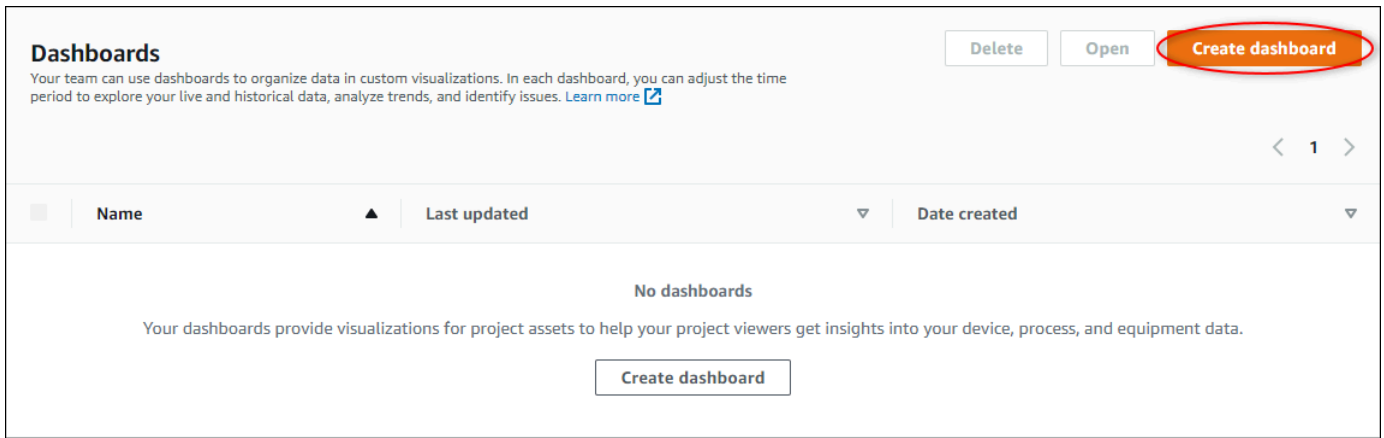 Dashboards
Delete
Open
Create dashboard
Your team can use dashboards to organize data in custom visualizations. In each dashboard, you can adjust the time
period to explore your live and historical data, analyze trends, and identify issues. Learn more
1
Name
Last updated
Date created
No dashboards
Your dashboards provide visualizations for project assets to help your project viewers get insights into your device, process, and equipment data.
Create dashboard